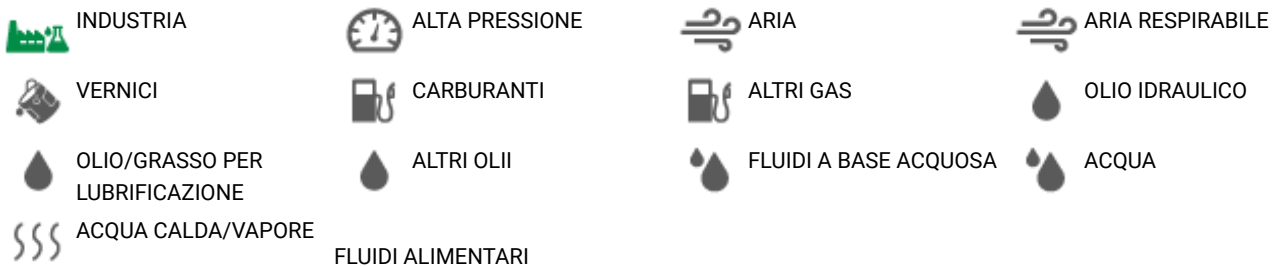 INDUSTRIA
ALTA PRESSIONE
ARIA
ARIA RESPIRABILE
VERNICI
CARBURANTI
ALTRI GAS
OLIO IDRAULICO
OLIO/GRASSO PER
LUBRIFICAZIONE
ALTRI OLII
FLUIDI A BASE ACQUOSA
ACQUA
ACQUA CALDA/VAPORE
FLUIDI ALIMENTARI